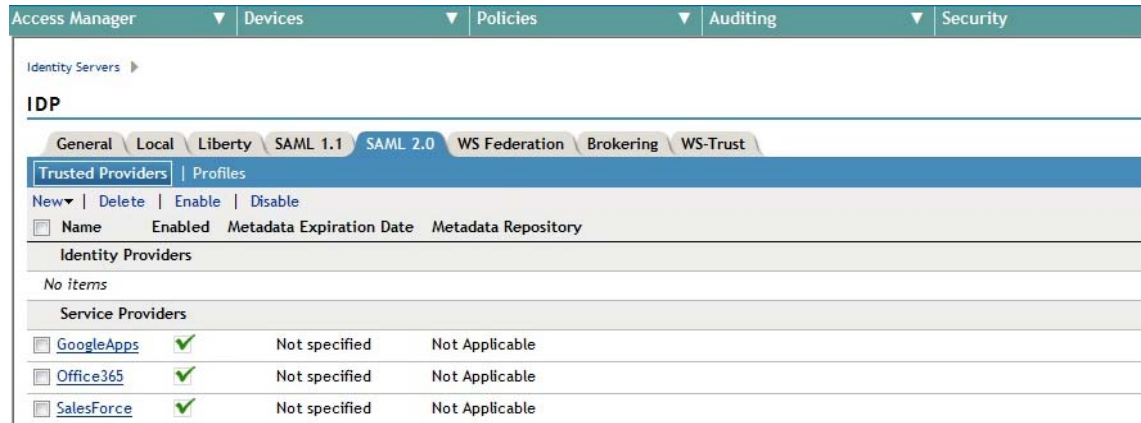 Access Manager Devices Policies Auditing Security
Identity Servers
IDP
General Local Liberty SAML 1.1 SAML 2.0 WS Federation Brokering WS-Trust
Trusted Providers | Profiles
New | Delete | Enable | Disable
Name Enabled Metadata Expiration Date Metadata Repository
Identity Providers
No items
Service Providers
GoogleApps Not specified Not Applicable
Office365 Not specified Not Applicable
SalesForce Not specified Not Applicable